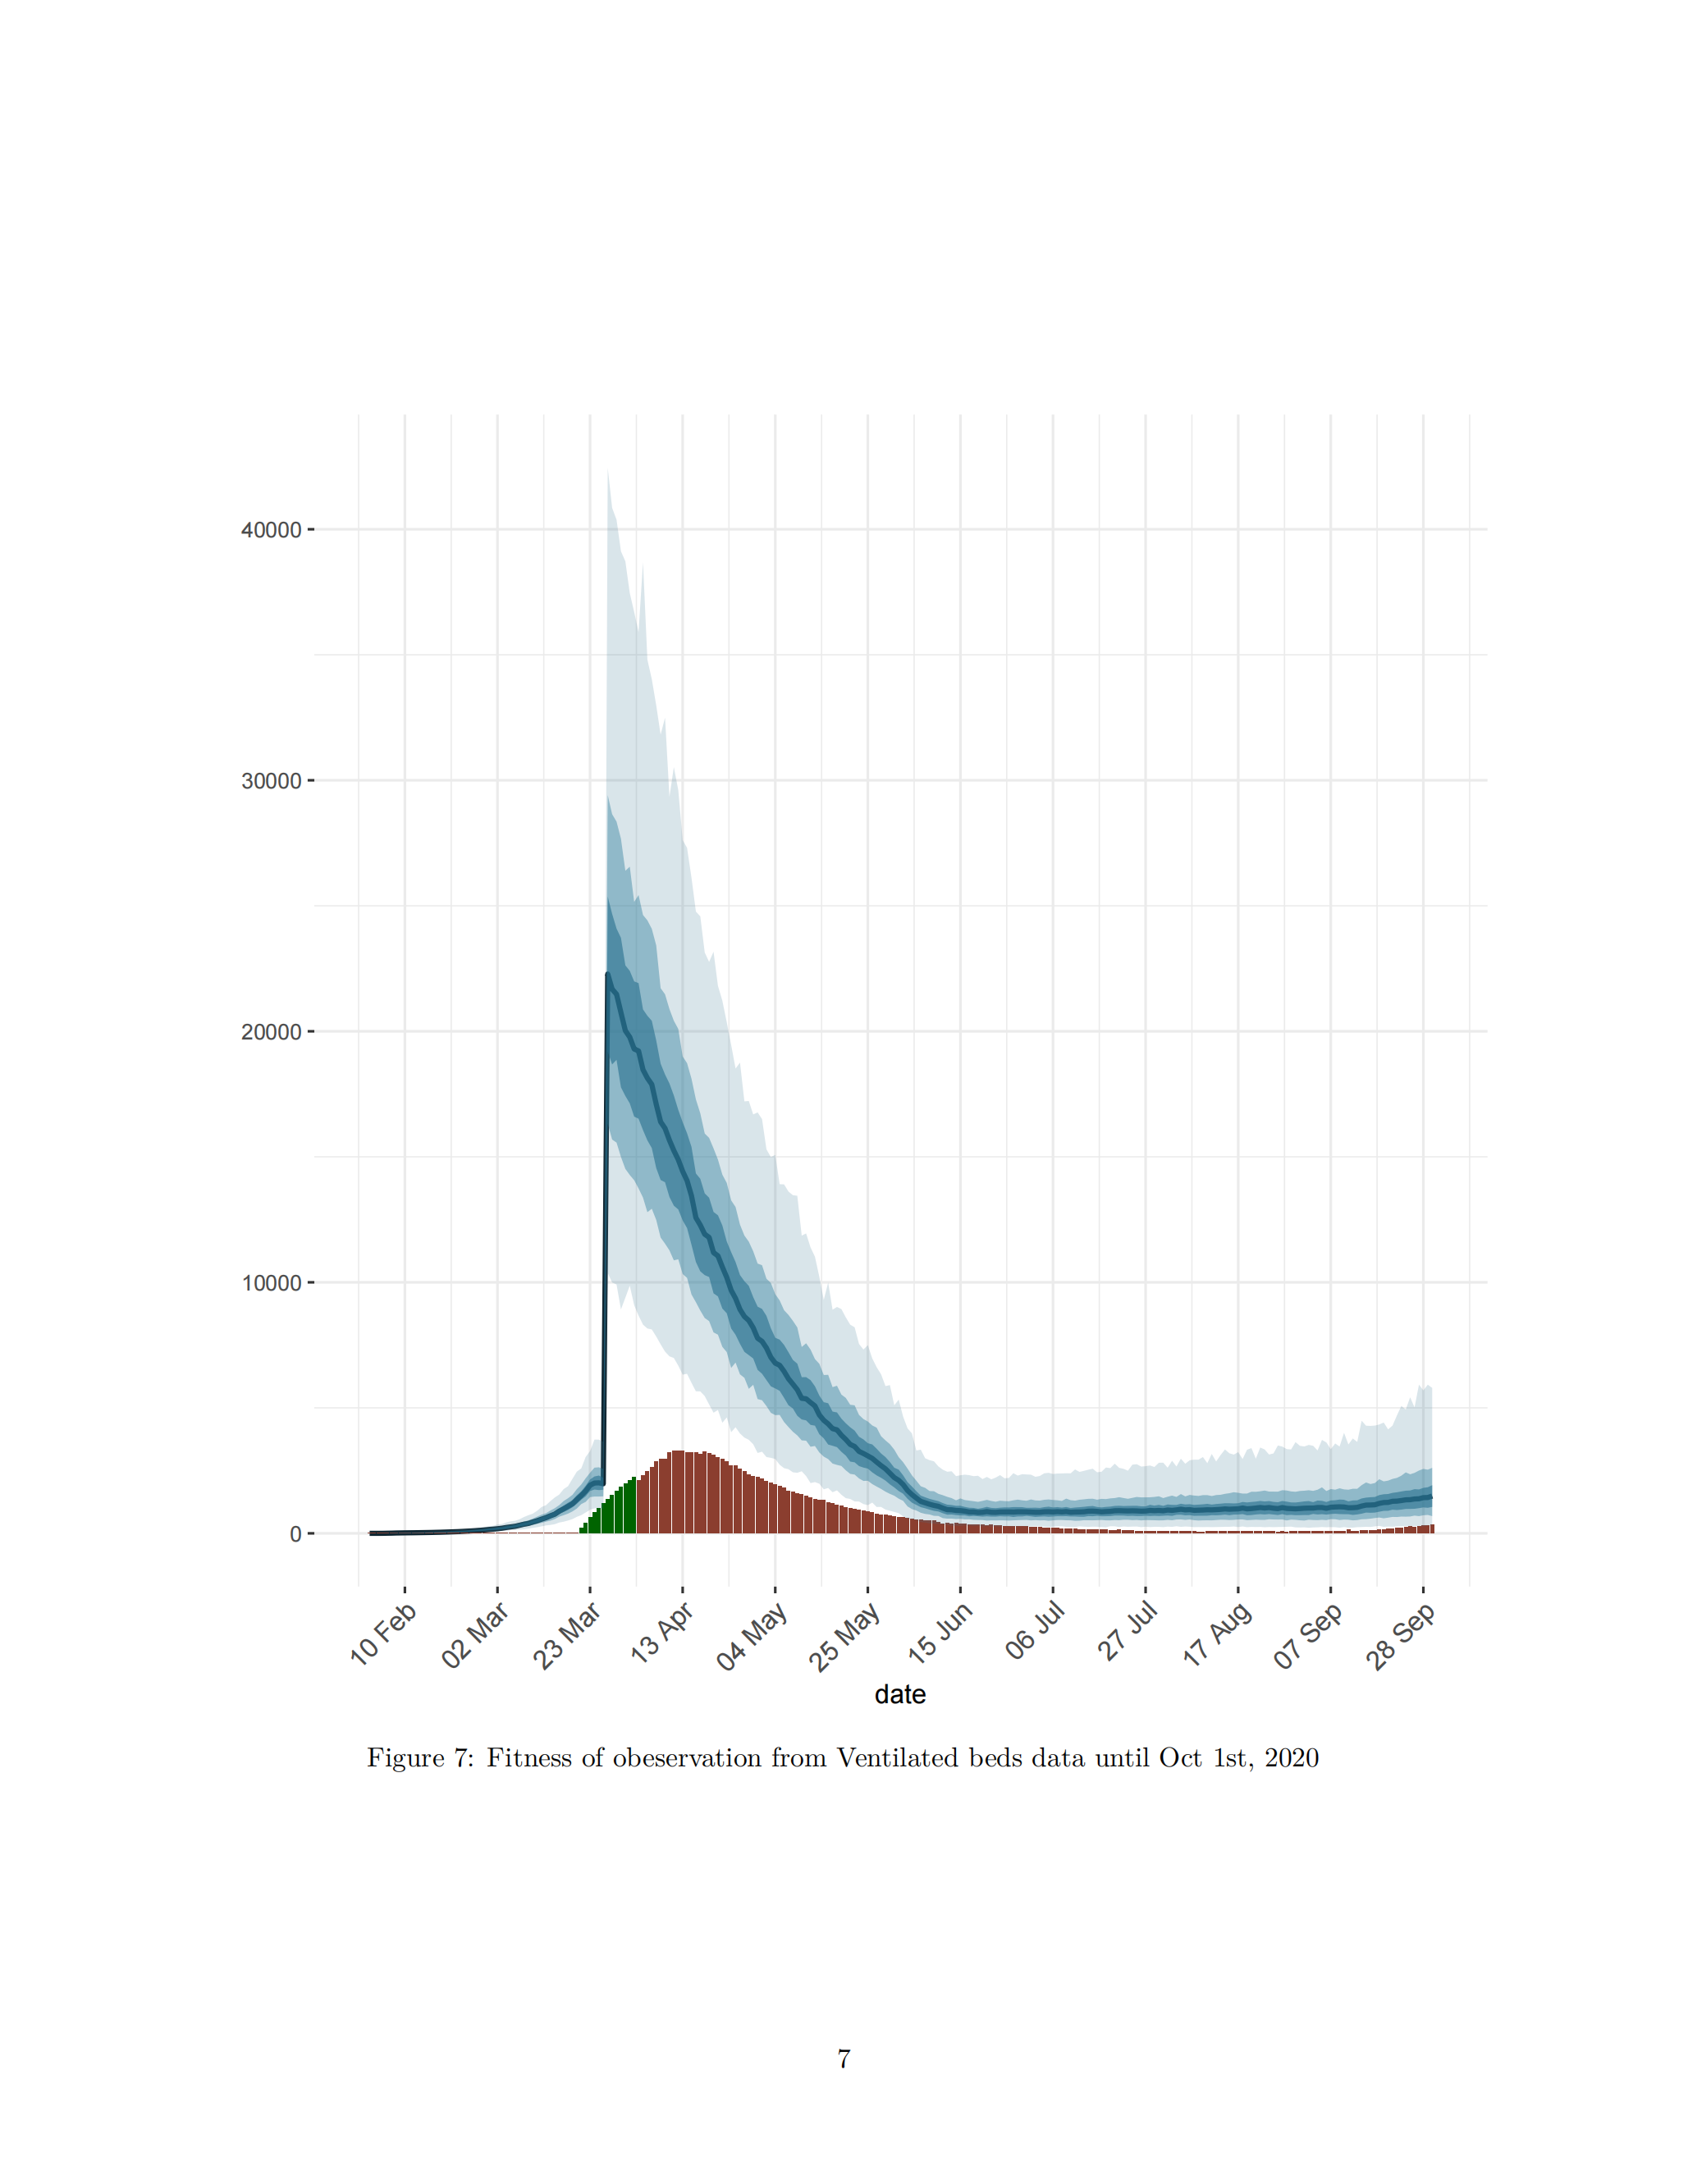 40000
30000
20000
10000
0
10 Feb
02 Mar
23 Mar
13 Apr
04 May
25 May
15 Jun
06 Jul
27 Jul
17 Aug
07 Sep
28 Sep
date
Figure 7: Fitness of obeservation from Ventilated beds data until Oct 1st, 2020
7